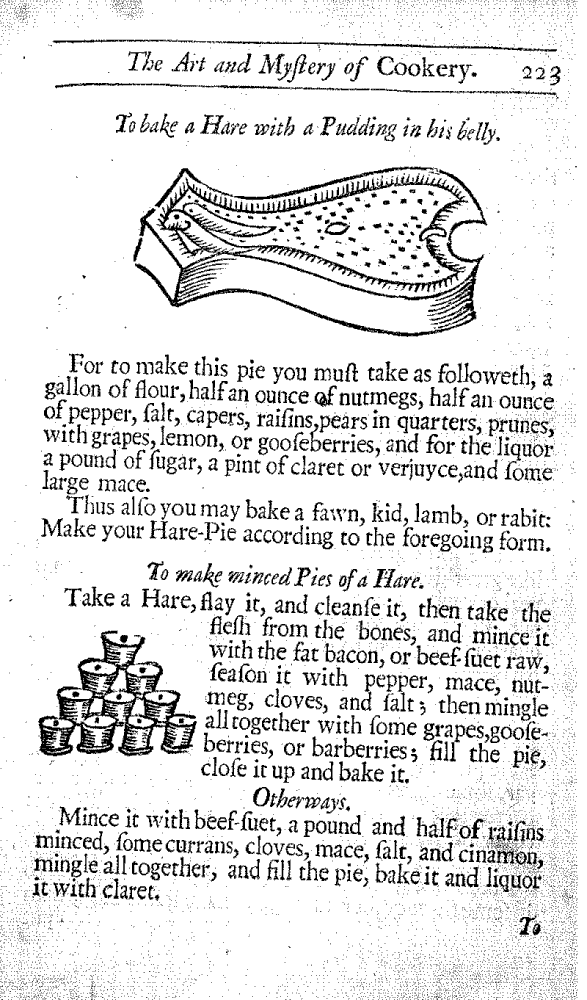 The Art and Myſtery of Cookery. 223
To bake a Hare with a Pudding in his belly.
For to make this pie you muſt take as followeth, a
gallon of flour, half an ounce of nutmegs, half an ounce
of pepper, ſalt, capers, raiſins,pears in quarters, prunes,
with grapes, lemon, or gooſeberries, and for the liquor
a pound of ſugar, a pint of claret or verjuyce,and ſome
large mace.
Thus alſo you may bake a fawn, kid, lamb, or rabit:
Make your Hare-Pie according to the foregoing form.
To make minced Pies of a Hare.
Take a Hare, flay it, and cleanſe it, then take the
fleſh from the bones, and mince it
with the fat bacon, or beef-ſuet raw,
ſeaſon it with pepper, mace, nut-
meg, cloves, and ſalt; then mingle
all together with ſome grapes,gooſe-
berries, or barberries; fill the pie,
cloſe it up and bake it.
Otherways.
Mince it with beef-ſuet, a pound and half of raiſins
minced, ſome currans, cloves, mace, ſalt, and cinamon,
mingle all together, and fill the pie, bake it and liquor
it with claret.
To